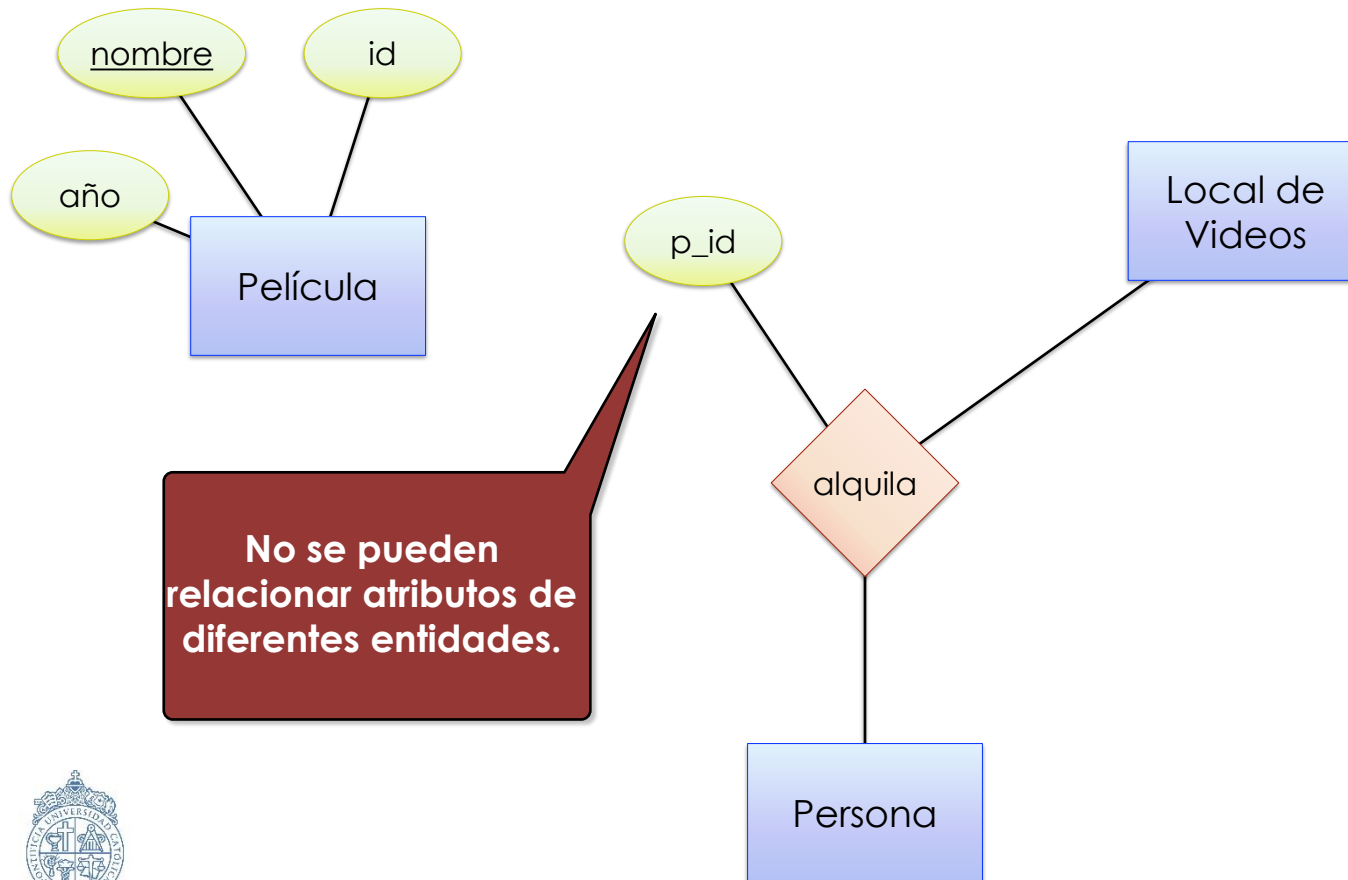 nombre
id
año
Película
p_id
Local de
Videos
alquila
No se pueden
relacionar atributos de
diferentes entidades.
Persona